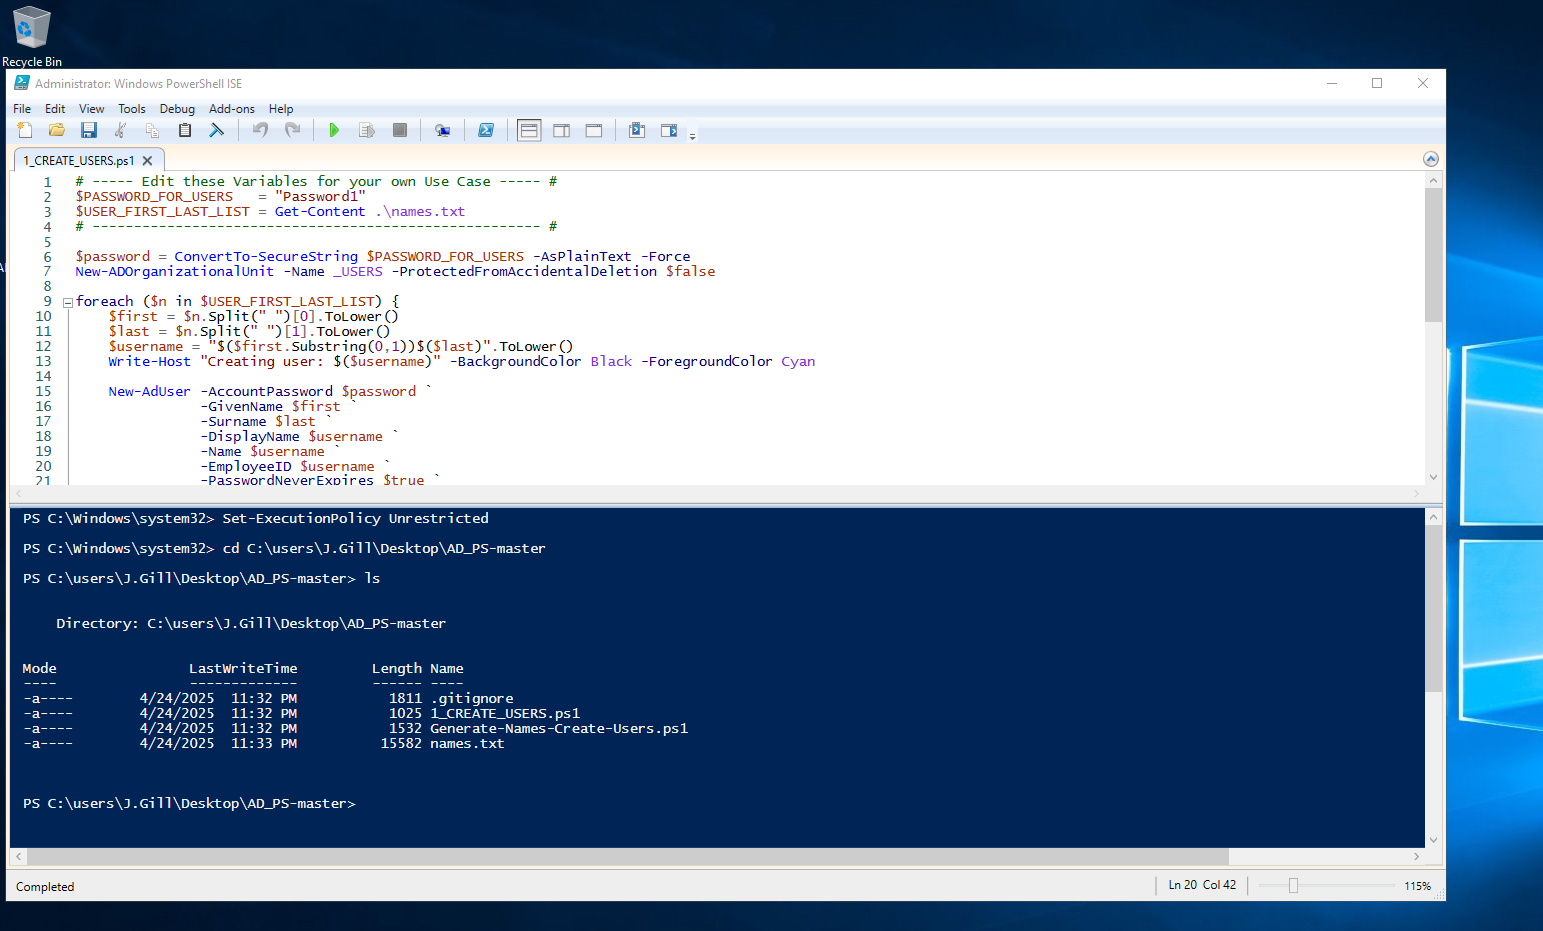 Recycle Bin
Administrator: Windows PowerShell ISE
File Edit View Tools Debug Add-ons Help
1_CREATE_USERS.ps1
1 # ----- Edit these Variables for your own Use Case ----- #
2 $PASSWORD_FOR_USERS   = "Password1"
3 $USER_FIRST_LAST_LIST = Get-Content .\names.txt
4 # ------------------------------------------------------ #
5
6 $password = ConvertTo-SecureString $PASSWORD_FOR_USERS -AsPlainText -Force
7 New-ADOrganizationalUnit -Name _USERS -ProtectedFromAccidentalDeletion $false
8
9 foreach ($n in $USER_FIRST_LAST_LIST) {
10     $first = $n.Split(" ")[0].ToLower()
11     $last = $n.Split(" ")[1].ToLower()
12     $username = "$($first.Substring(0,1))$($last)".ToLower()
13     Write-Host "Creating user: $($username)" -BackgroundColor Black -ForegroundColor Cyan
14
15     New-AdUser -AccountPassword $password `
16                -GivenName $first `
17                -Surname $last `
18                -DisplayName $username `
19                -Name $username `
20                -EmployeeID $username `
21                -PasswordNeverExpires $true `
PS C:\Windows\system32> Set-ExecutionPolicy Unrestricted
PS C:\Windows\system32> cd C:\users\J.Gill\Desktop\AD_PS-master
PS C:\users\J.Gill\Desktop\AD_PS-master> ls
Directory: C:\users\J.Gill\Desktop\AD_PS-master
Mode                LastWriteTime         Length Name
----                -------------         ------ ----
-a----        4/24/2025  11:32 PM           1811 .gitignore
-a----        4/24/2025  11:32 PM           1025 1_CREATE_USERS.ps1
-a----        4/24/2025  11:32 PM           1532 Generate-Names-Create-Users.ps1
-a----        4/24/2025  11:33 PM          15582 names.txt
PS C:\users\J.Gill\Desktop\AD_PS-master>
Completed Ln 20 Col 42 115%